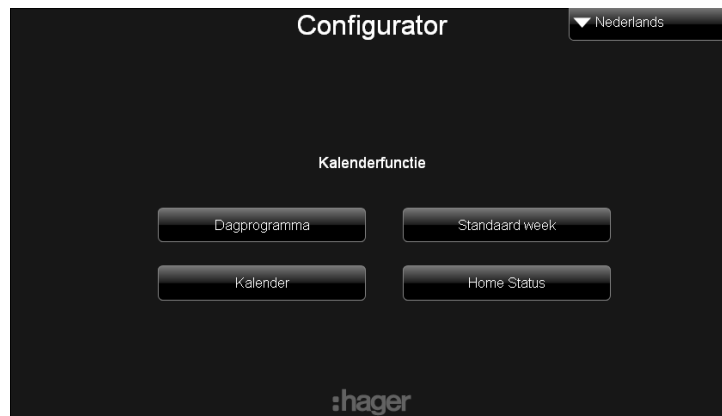 Configurator
Nederlands
Kalenderfunctie
Dagprogramma
Standaard week
Kalender
Home Status
:hager